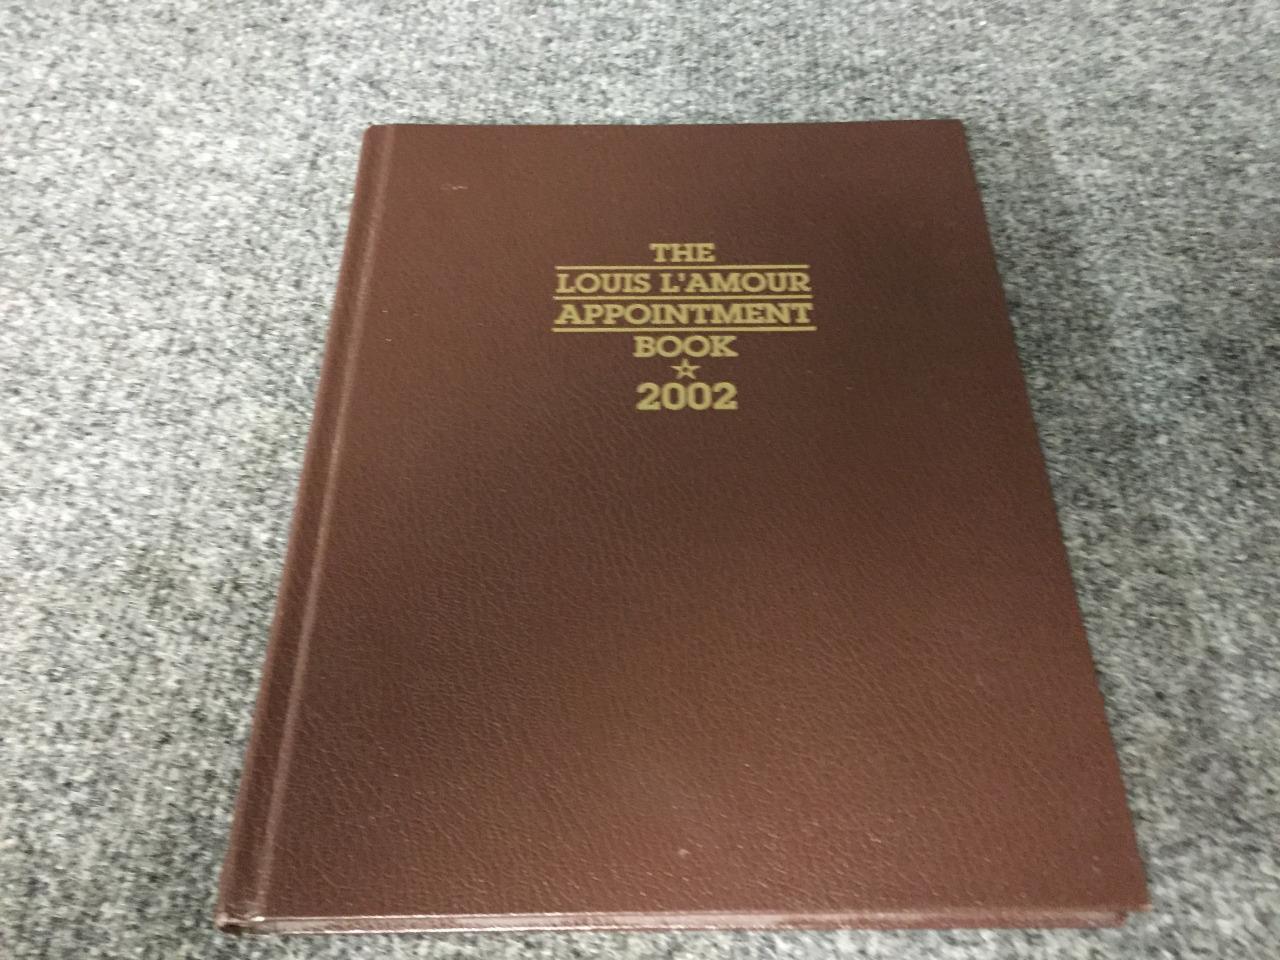 THE
LOUIS L'AMOUR
APPOINTMENT
BOOK
☆
2002